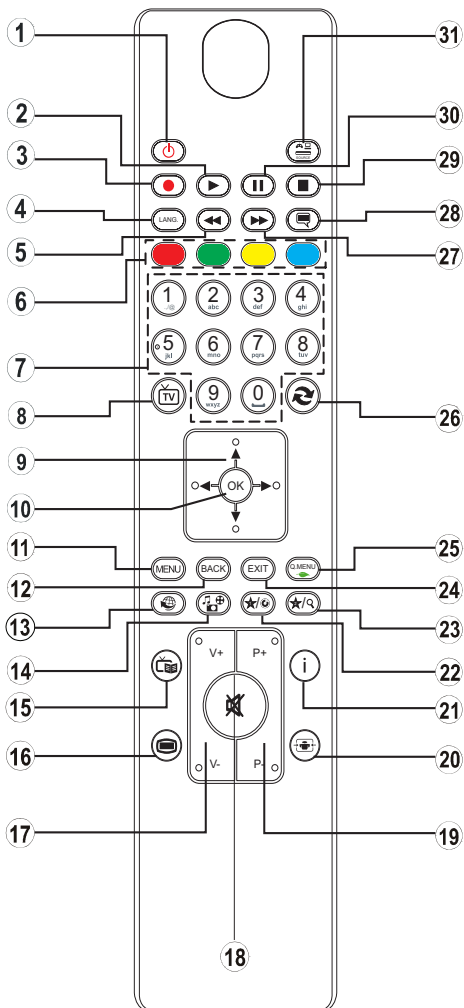 1
31
2
30
3
29
SOURCE
4
LANG.
28
5
27
6
1
.-/@
2
abc
3
def
4
ghi
5
jkl
6
mno
7
pqrs
8
tuv
7
8
TV
9
wxyz
0
26
9
OK
10
11
MENU
BACK
EXIT
Q.MENU
25
12
24
13
23
14
22
V+
P+
15
i
21
16
20
V-
P-
17
19
18